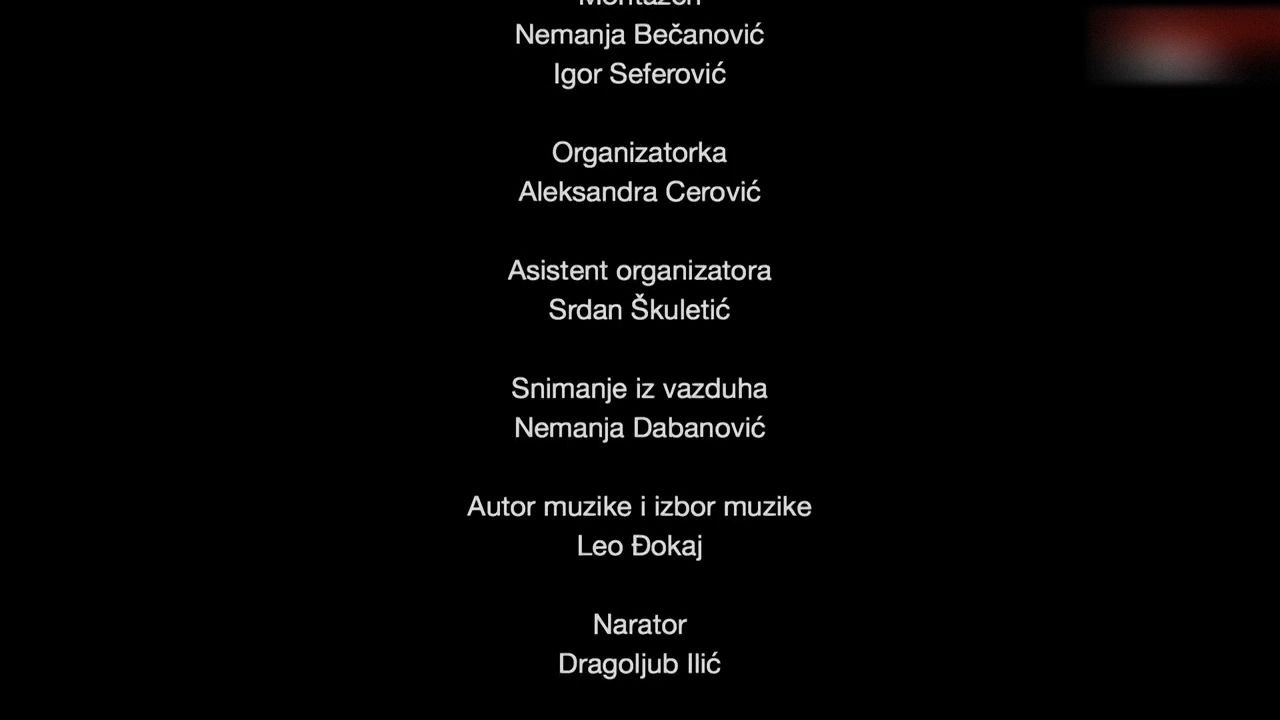 Nemanja Bečanović
Igor Seferović
Organizatorka
Aleksandra Cerović
Asistent organizatora
Srdan Škuletić
Snimanje iz vazduha
Nemanja Dabanović
Autor muzike i izbor muzike
Leo Đokaj
Narator
Dragoljub Ilić